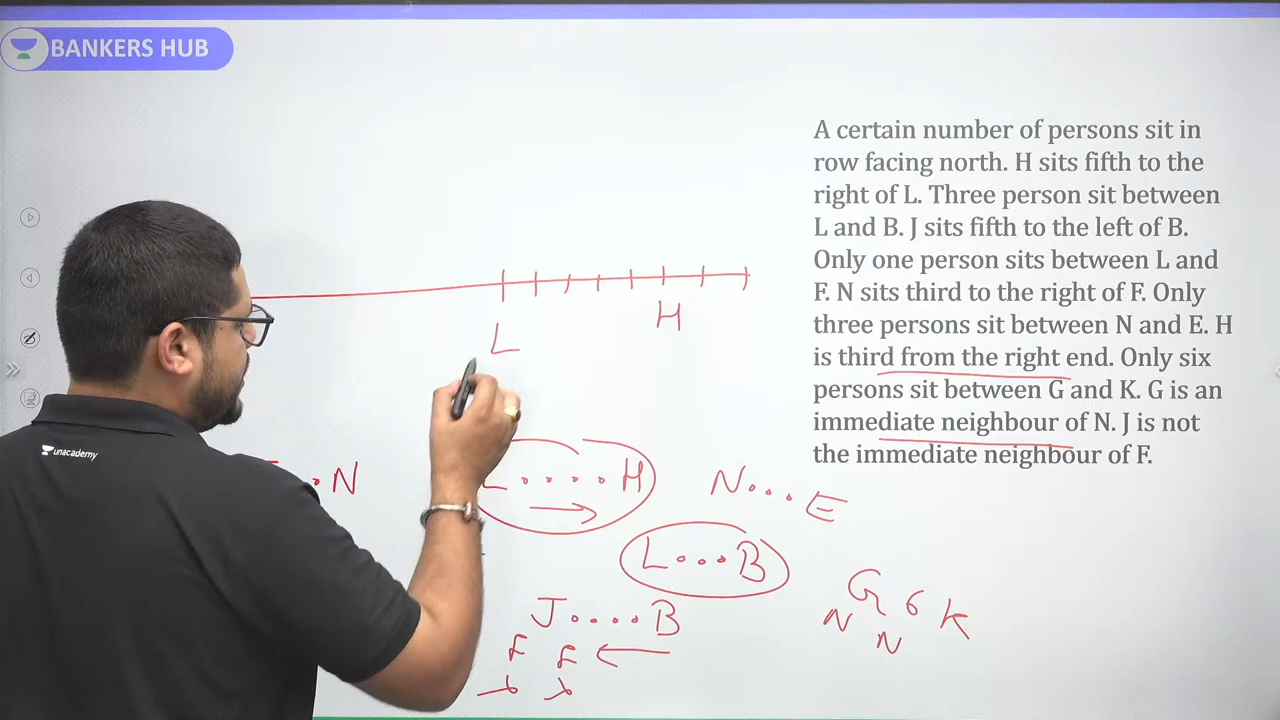 BANKERS HUB
A certain number of persons sit in
row facing north. H sits fifth to the
right of L. Three person sit between
L and B. J sits fifth to the left of B.
Only one person sits between L and
F. N sits third to the right of F. Only
three persons sit between N and E. H
is third from the right end. Only six
persons sit between G and K. G is an
immediate neighbour of N. J is not
the immediate neighbour of F.
unacademy
L H
N
L . . . . H
N . . . E
L . . . B
J . . . . B
F F
G 6 K
N N